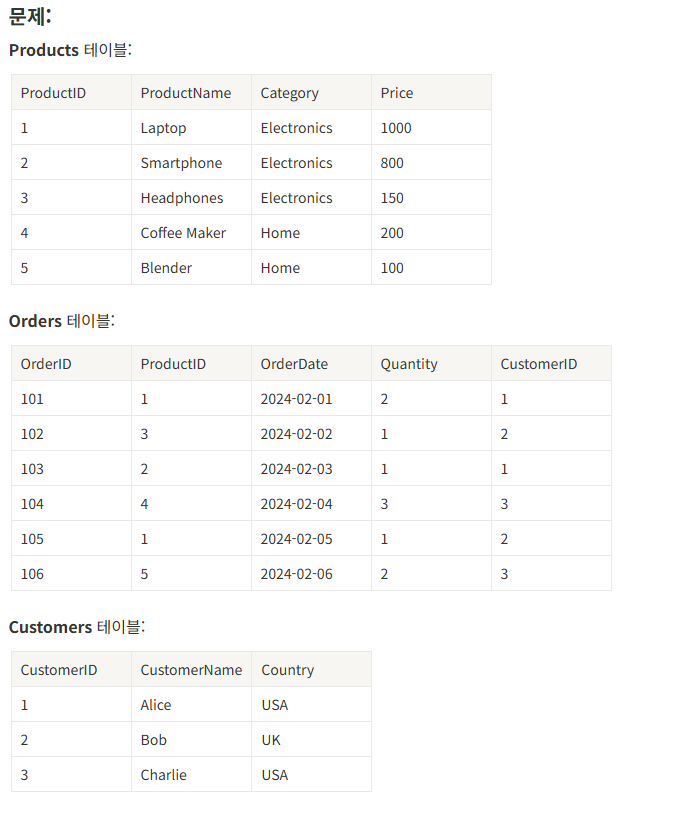 문제:
Products 테이블:
ProductID ProductName Category Price
1 Laptop Electronics 1000
2 Smartphone Electronics 800
3 Headphones Electronics 150
4 Coffee Maker Home 200
5 Blender Home 100
Orders 테이블:
OrderID ProductID OrderDate Quantity CustomerID
101 1 2024-02-01 2 1
102 3 2024-02-02 1 2
103 2 2024-02-03 1 1
104 4 2024-02-04 3 3
105 1 2024-02-05 1 2
106 5 2024-02-06 2 3
Customers 테이블:
CustomerID CustomerName Country
1 Alice USA
2 Bob UK
3 Charlie USA